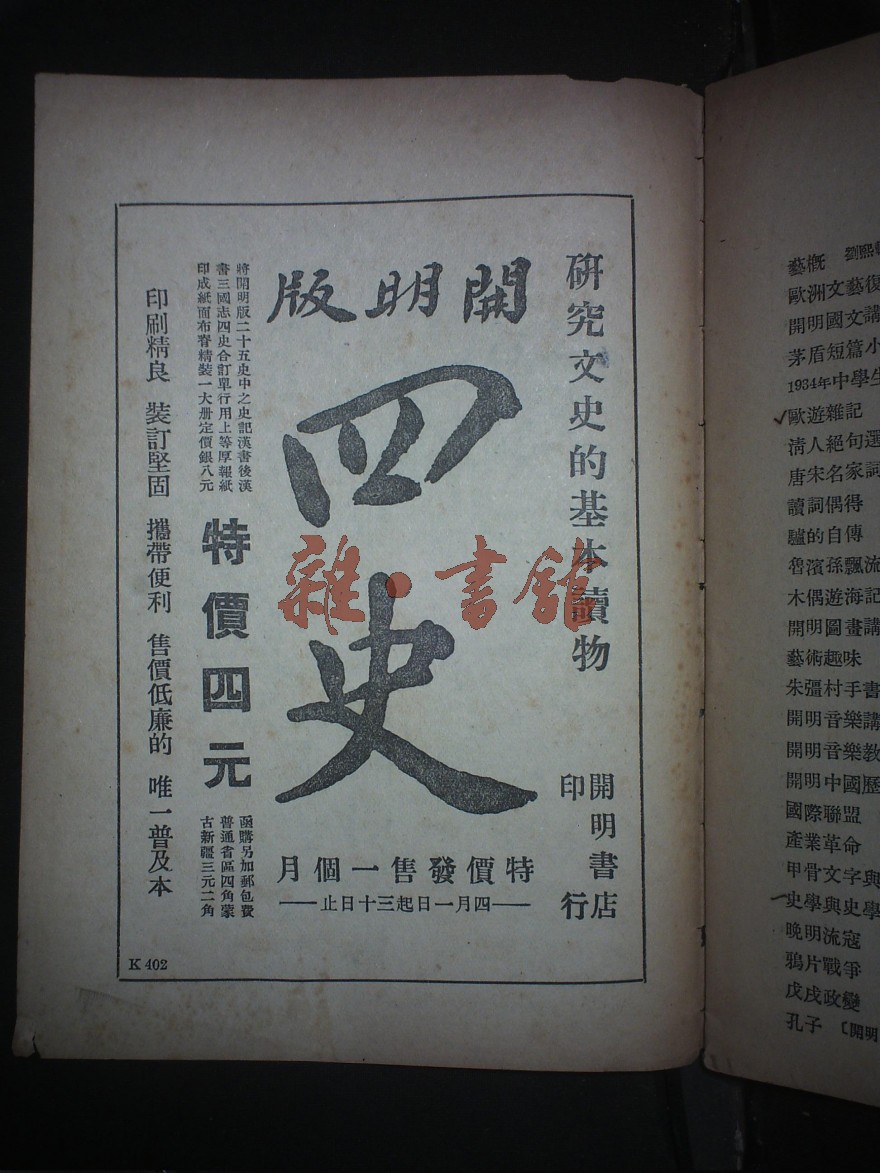 研究文史的基本讀物
開明書店
印行
開明版
四史
特價發售一個月
——四月一日起三十日止——
將開明版二十五史中之史記漢書後漢
書三國志四史合訂單行用上等厚報紙
印成紙面布脊精裝一大册定價銀八元
特價四元
函購另加郵包費
普通省區四角蒙
古新疆三元二角
印刷精良 裝訂堅固 攜帶便利 售價低廉的 唯一普及本
K 402
雜·書館
藝概 劉熙
歐洲文藝復
開明國文講
茅盾短篇小
1934年中學生
歐遊雜記
清人絕句選
唐宋名家詞
讀詞偶得
驢的自傳
魯濱孫飄流
木偶遊海記
開明圖畫講
藝術趣味
朱彊村手書
開明音樂講
開明音樂教
開明中國歷
國際聯盟
產業革命
甲骨文字與
史學與史學
晚明流寇
鴉片戰爭
戊戌政變
孔子 〔開明